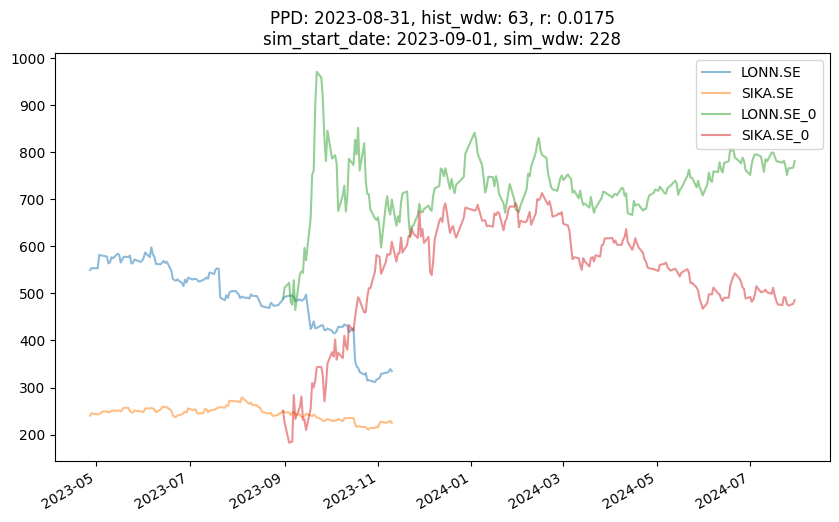 PPD: 2023-08-31, hist_wdw: 63, r: 0.0175
sim_start_date: 2023-09-01, sim_wdw: 228
LONN.SE
SIKA.SE
LONN.SE_0
SIKA.SE_0
1000
900
800
700
600
500
400
300
200
2023-05
2023-07
2023-09
2023-11
2024-01
2024-03
2024-05
2024-07